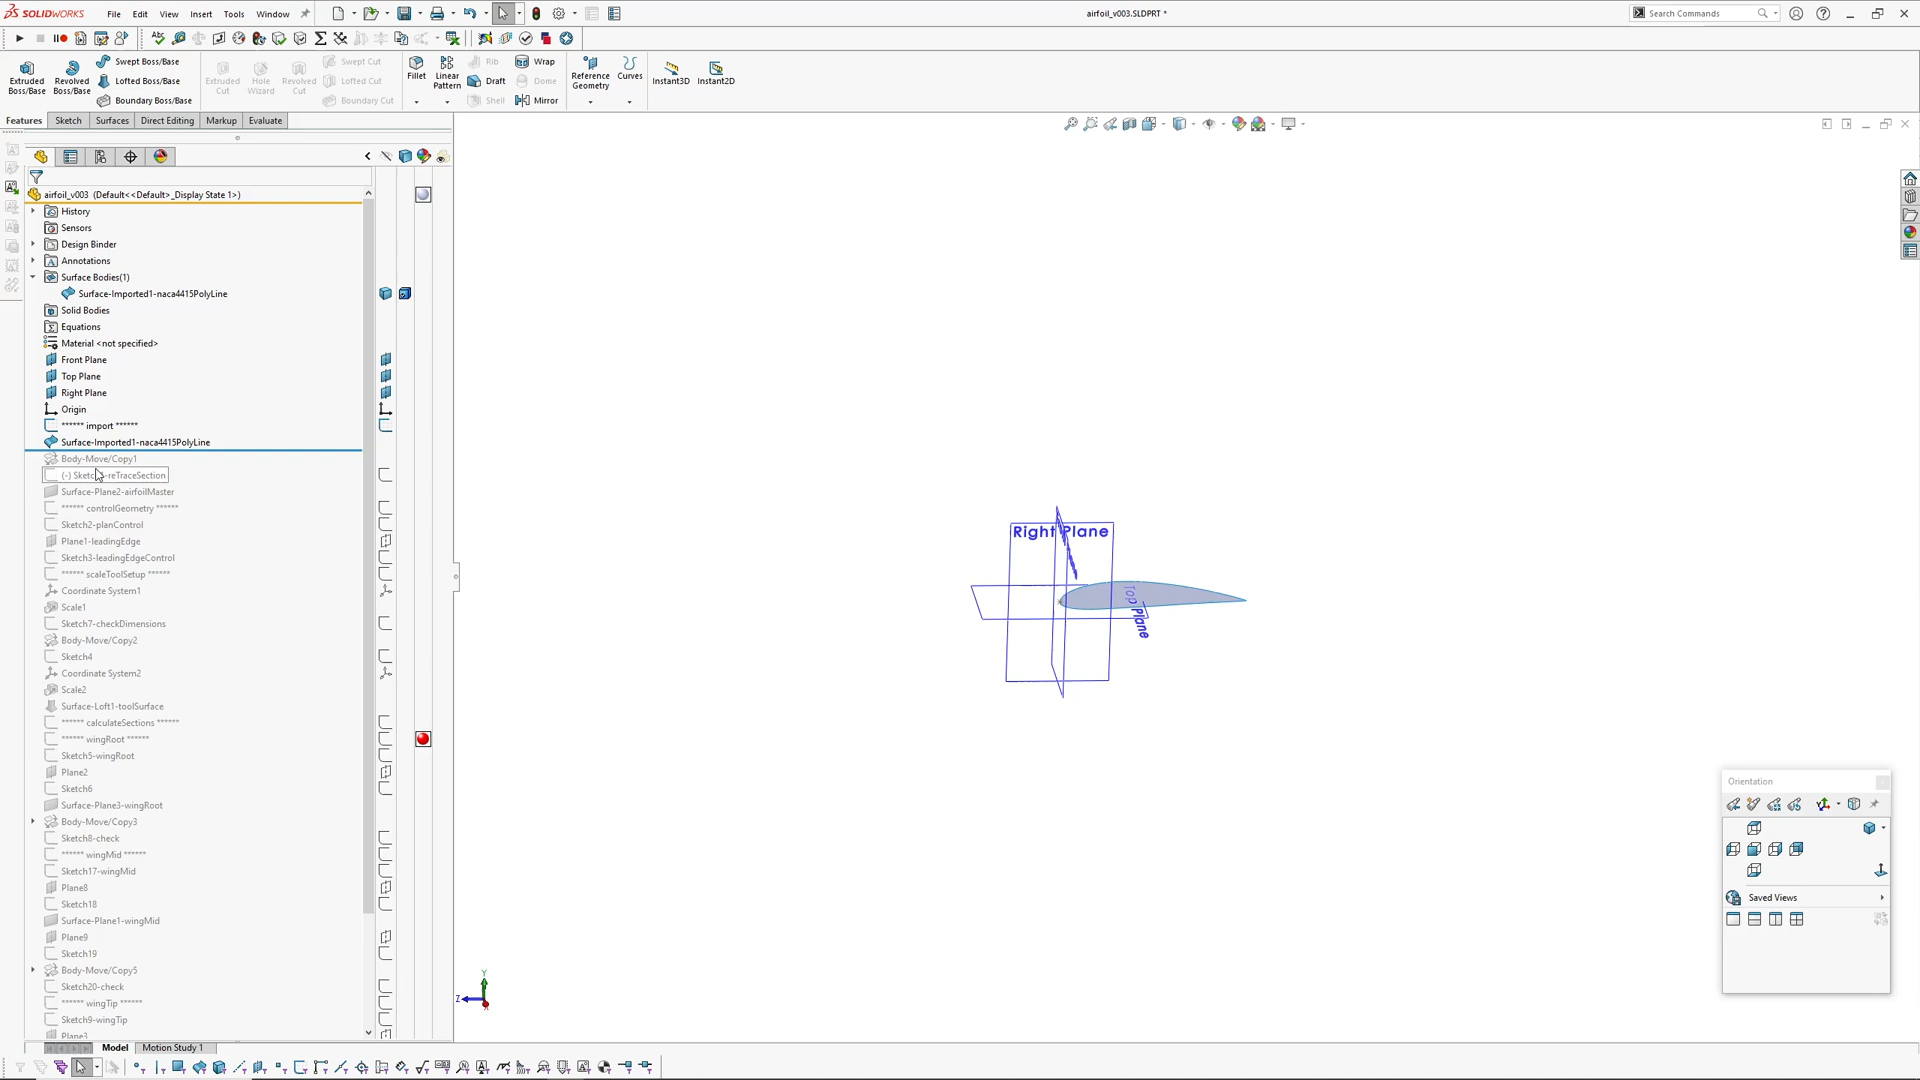 SOLIDWORKS File Edit View Insert Tools Window airfoil_v003.SLDPRT * Search Commands
Extruded Boss/Base Revolved Boss/Base Swept Boss/Base Lofted Boss/Base Boundary Boss/Base Extruded Cut Hole Wizard Revolved Cut Swept Cut Lofted Cut Boundary Cut Fillet Linear Pattern Rib Draft Shell Wrap Dome Mirror Reference Geometry Curves Instant3D Instant2D
Features Sketch Surfaces Direct Editing Markup Evaluate
airfoil_v003 (Default<<Default>_Display State 1>)
History
Sensors
Design Binder
Annotations
Surface Bodies(1)
Surface-Imported1-naca4415PolyLine
Solid Bodies
Equations
Material <not specified>
Front Plane
Top Plane
Right Plane
Origin
****** import ******
Surface-Imported1-naca4415PolyLine
Body-Move/Copy1
-reTraceSection
Surface-Plane2-airfoilMaster
****** controlGeometry ******
Sketch2-planControl
Plane1-leadingEdge
Sketch3-leadingEdgeControl
****** scaleToolSetup ******
Coordinate System1
Scale1
Sketch7-checkDimensions
Body-Move/Copy2
Sketch4
Coordinate System2
Scale2
Surface-Loft1-toolSurface
****** calculateSections ******
****** wingRoot ******
Sketch5-wingRoot
Plane2
Sketch6
Surface-Plane3-wingRoot
Body-Move/Copy3
Sketch8-check
****** wingMid ******
Sketch17-wingMid
Plane8
Sketch18
Surface-Plane1-wingMid
Plane9
Sketch19
Body-Move/Copy5
Sketch20-check
****** wingTip ******
Sketch9-wingTip
Plane3
Right Plane
Top Plane
Orientation
Saved Views
Y
Z
Model Motion Study 1